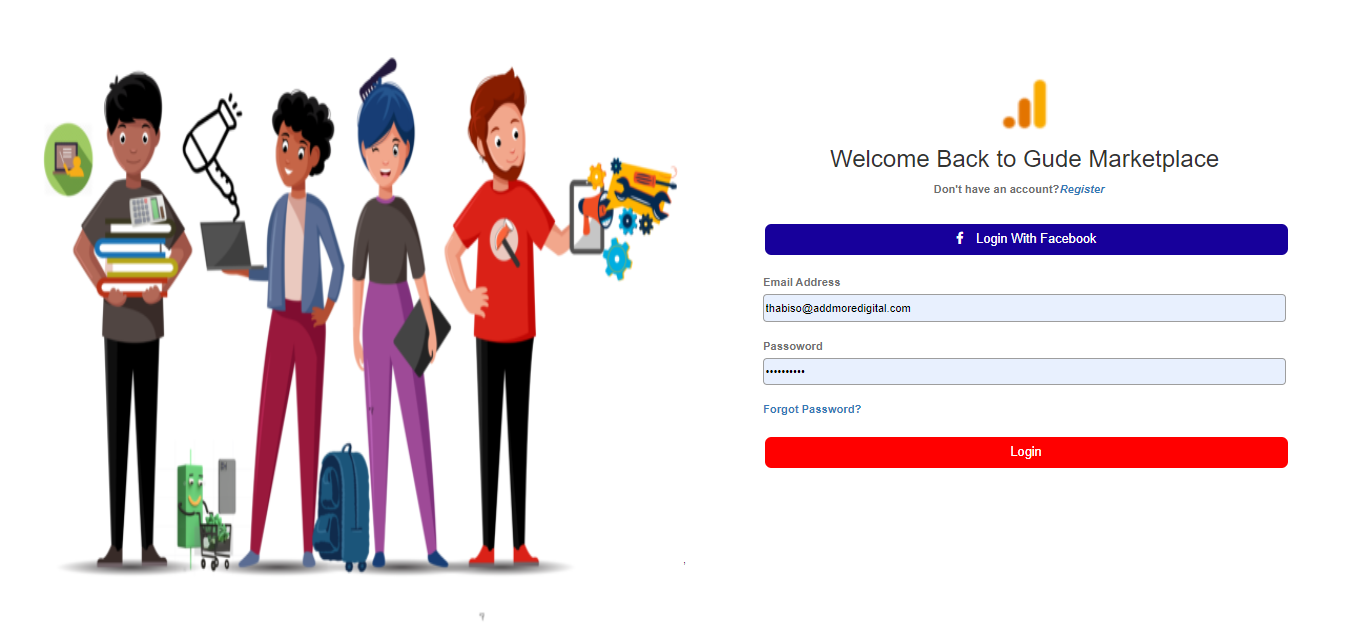 Welcome Back to Gude Marketplace
Don't have an account?Register
Login With Facebook
Email Address
thabiso@addmoredigital.com
Passoword
••••••••••
Forgot Password?
Login